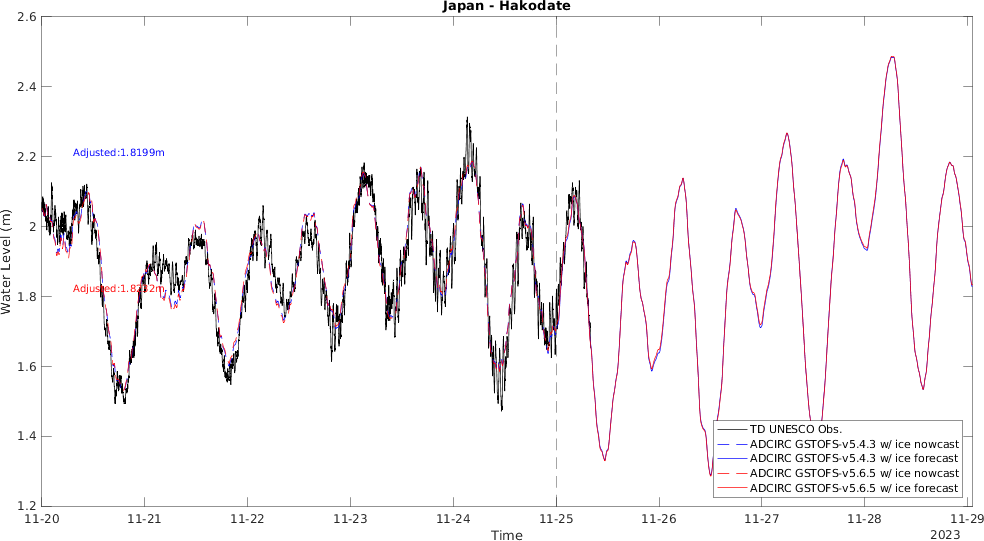 Japan - Hakodate
2.6
2.4
2.2
2
1.8
1.6
1.4
1.2
Water Level (m)
Adjusted:1.8199m
Adjusted:1.8232m
TD UNESCO Obs.
ADCIRC GSTOFS-v5.4.3 w/ ice nowcast
ADCIRC GSTOFS-v5.4.3 w/ ice forecast
ADCIRC GSTOFS-v5.6.5 w/ ice nowcast
ADCIRC GSTOFS-v5.6.5 w/ ice forecast
11-20
11-21
11-22
11-23
11-24
11-25
11-26
11-27
11-28
11-29
Time
2023